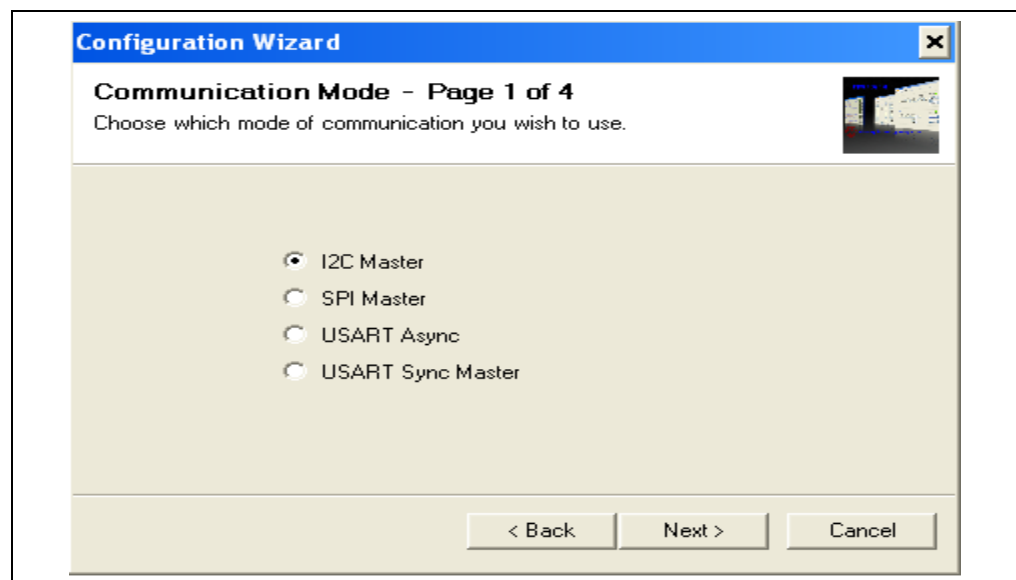 Configuration Wizard
Communication Mode - Page 1 of 4
Choose which mode of communication you wish to use.
I2C Master
SPI Master
USART Async
USART Sync Master
< Back
Next >
Cancel